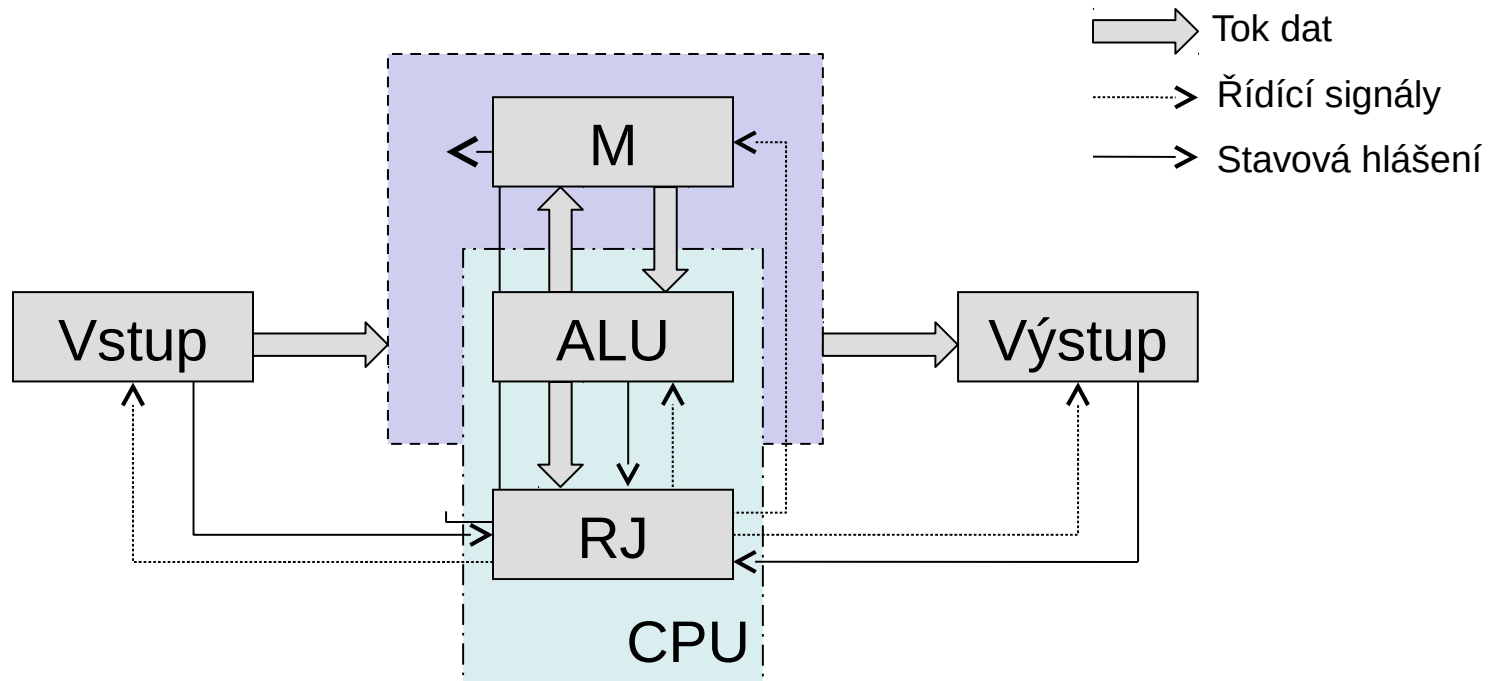 Tok dat
Řídící signály
Stavová hlášení
M
Vstup
ALU
Výstup
RJ
CPU